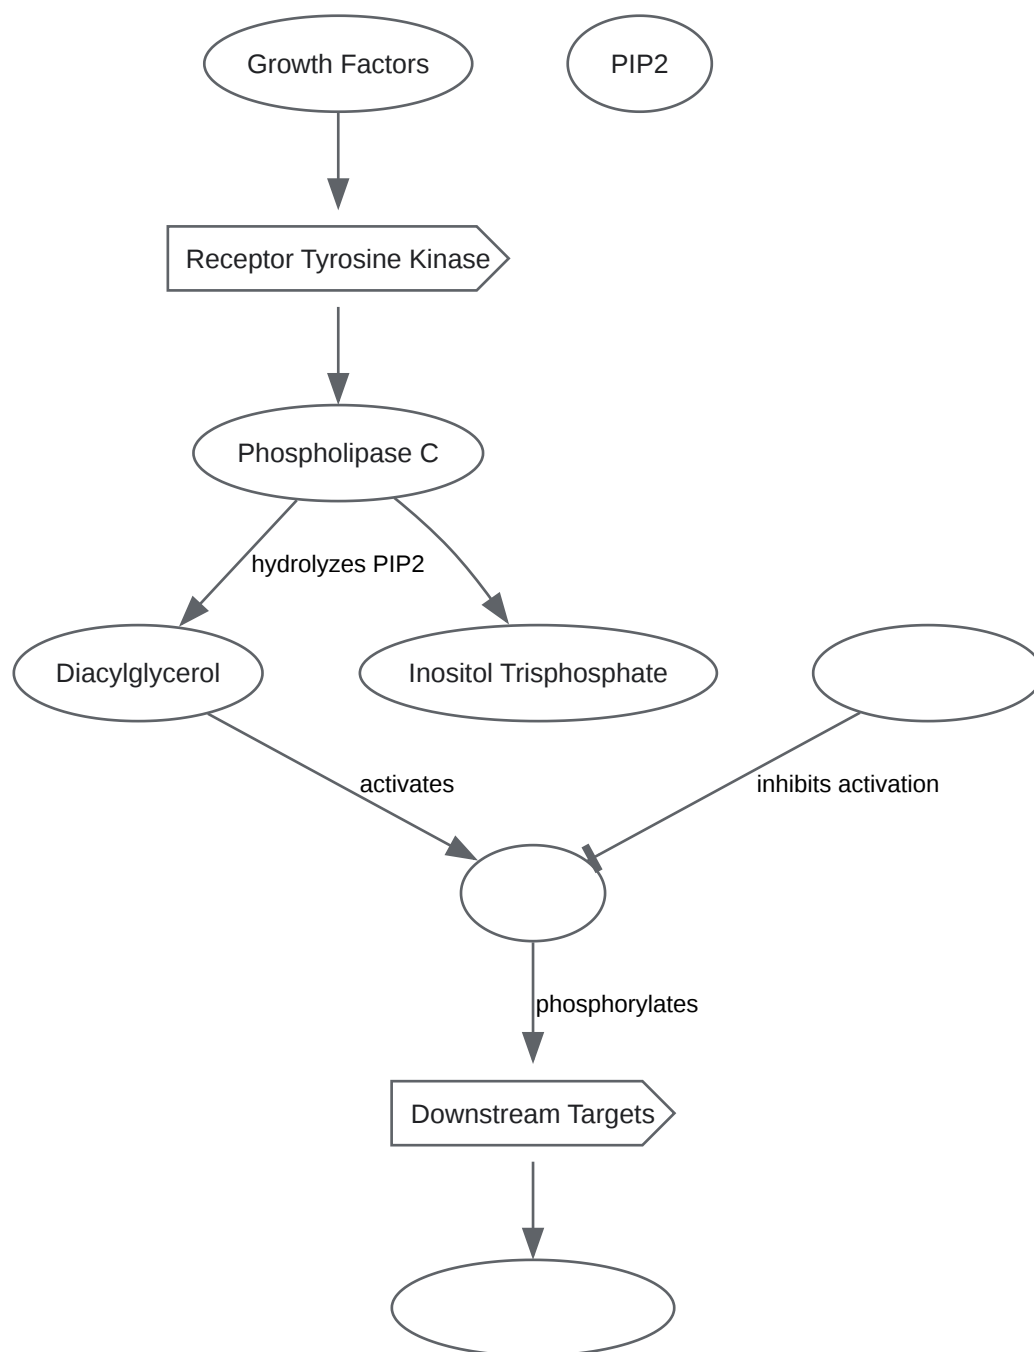 Growth Factors
PIP2
Receptor Tyrosine Kinase
Phospholipase C
hydrolyzes PIP2
Diacylglycerol
Inositol Trisphosphate
activates
inhibits activation
phosphorylates
Downstream Targets